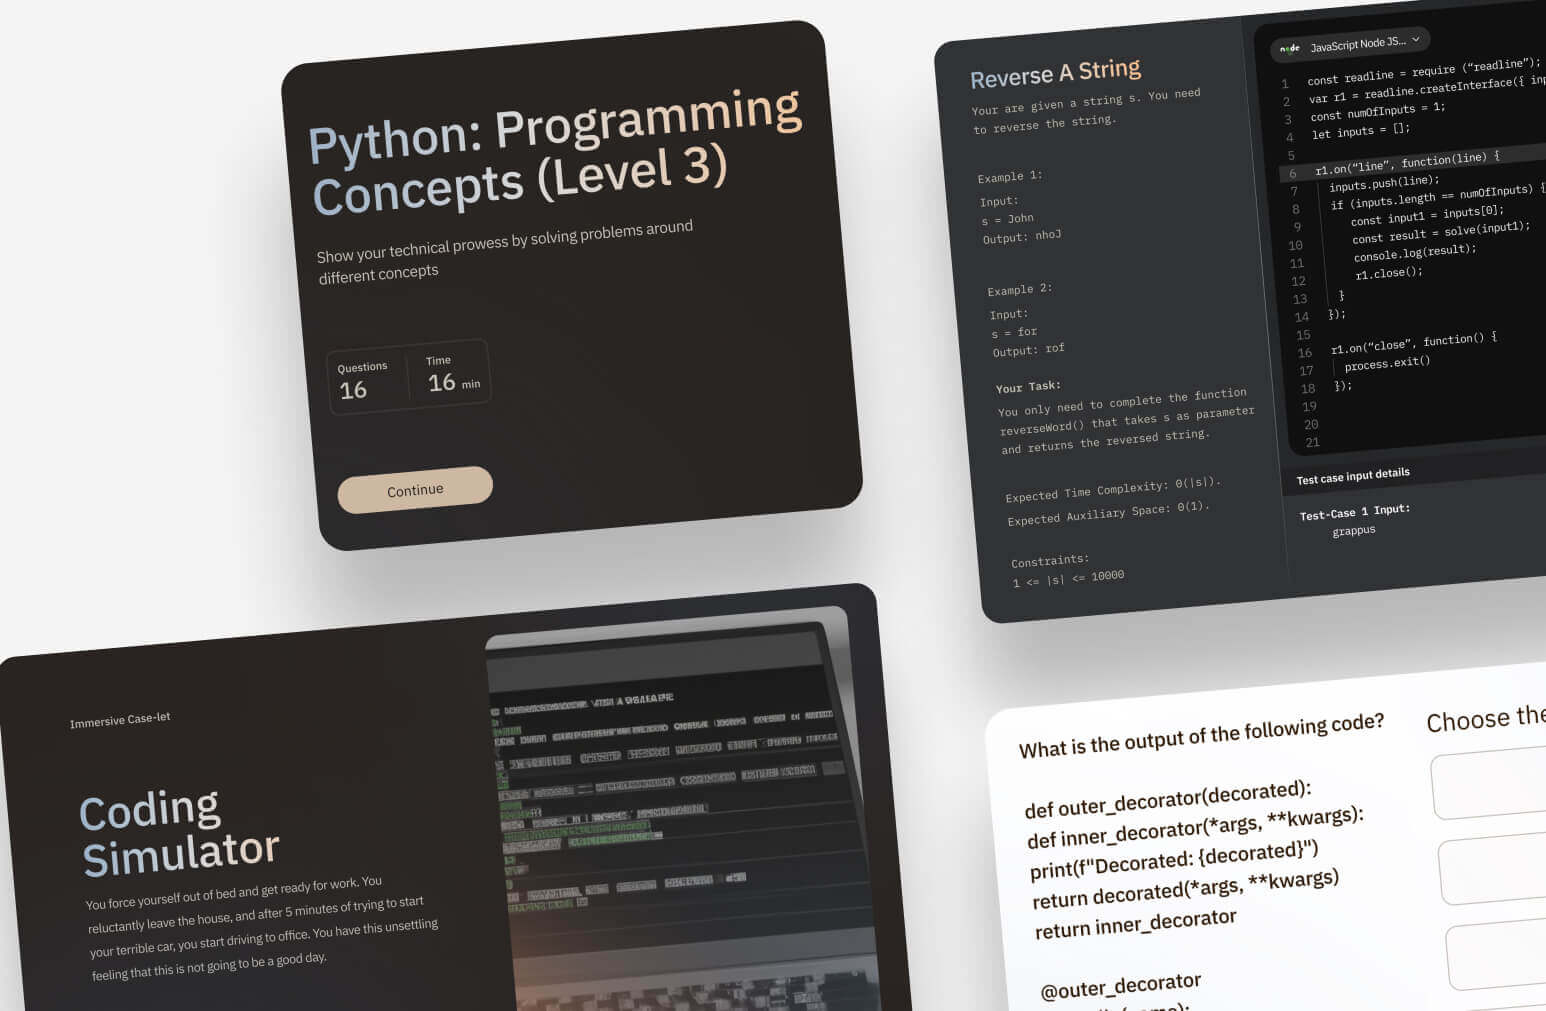 Python: Programming
Concepts (Level 3)
Show your technical prowess by solving problems around
different concepts
Questions
16
Time
16 min
Continue
Reverse A String
Your are given a string s. You need
to reverse the string.
Example 1:
Input:
s = John
Output: nhoJ
Example 2:
Input:
s = for
Output: rof
Your Task:
You only need to complete the function
reverseWord() that takes s as parameter
and returns the reversed string.
Expected Time Complexity: O(|s|).
Expected Auxiliary Space: O(1).
Constraints:
1 <= |s| <= 10000
node JavaScript Node JS...
1 const readline = require (“readline”);
2 var r1 = readline.createInterface({
3 const numOfInputs = 1;
4 let inputs = [];
5
6 r1.on(“line”, function(line) {
7 inputs.push(line);
8 if (inputs.length == numOfInputs) {
9 const input1 = inputs[0];
10 const result = solve(input1);
11 console.log(result);
12 r1.close();
13 }
14 });
15
16 r1.on(“close”, function() {
17 process.exit()
18 });
19
20
21
Test case input details
Test-Case 1 Input:
grappus
Immersive Case-let
Coding
Simulator
You force yourself out of bed and get ready for work. You
reluctantly leave the house, and after 5 minutes of trying to start
your terrible car, you start driving to office. You have this unsettling
feeling that this is not going to be a good day.
What is the output of the following code?
def outer_decorator(decorated):
def inner_decorator(*args, **kwargs):
print(f"Decorated: {decorated}")
return decorated(*args, **kwargs)
return inner_decorator
@outer_decorator
Choose the